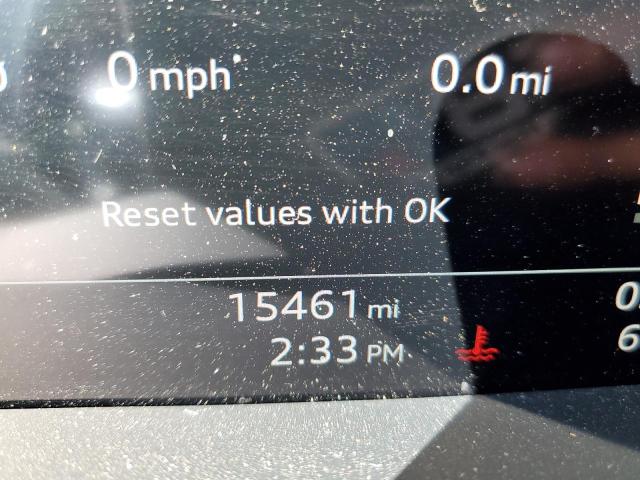 0 mph
0.0 mi
Reset values with OK
15461 mi
2:33 PM